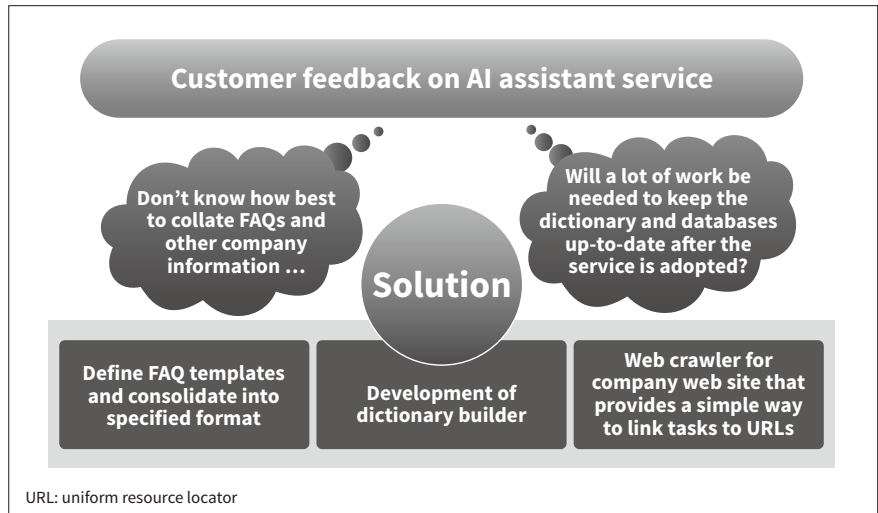 Customer feedback on AI assistant service
Don’t know how best
to collate FAQs and
other company
information …
Will a lot of work be
needed to keep the
dictionary and databases
up-to-date after the
service is adopted?
Solution
Define FAQ templates
and consolidate into
specified format
Development of
dictionary builder
Web crawler for
company web site that
provides a simple way
to link tasks to URLs
URL: uniform resource locator